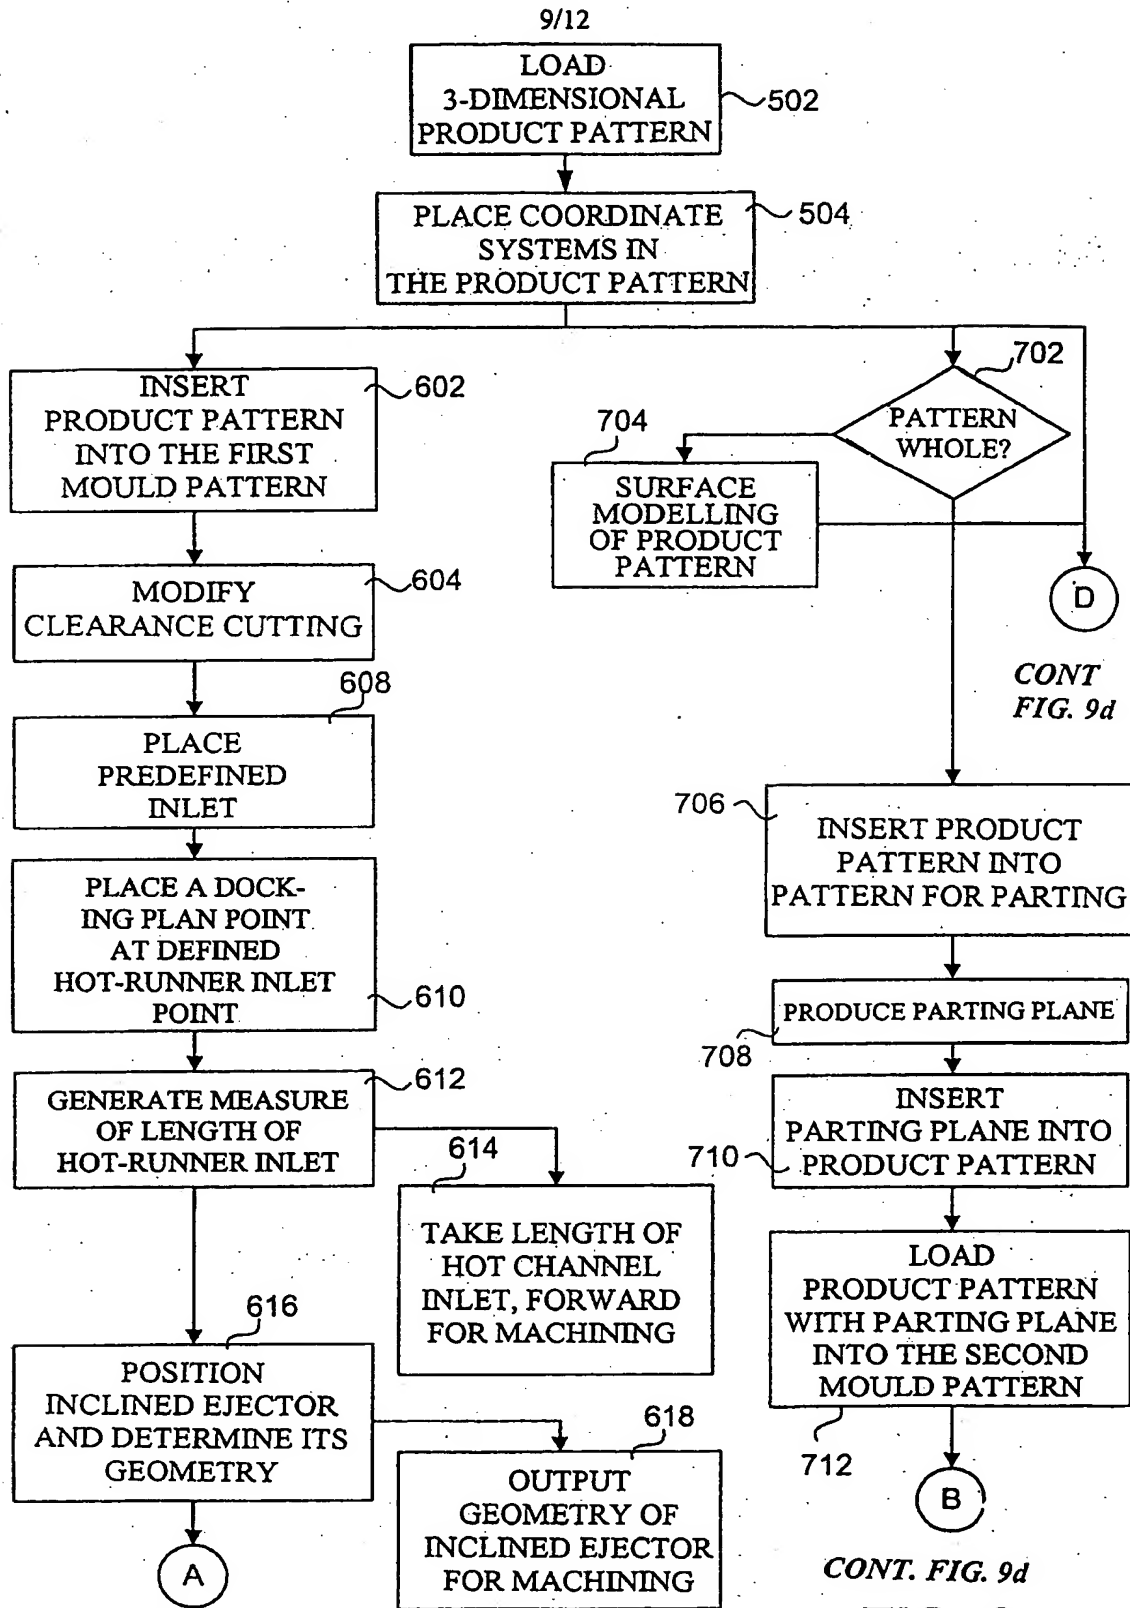 9/12
LOAD
3-DIMENSIONAL
PRODUCT PATTERN
502
PLACE COORDINATE
SYSTEMS IN
THE PRODUCT PATTERN
504
INSERT
PRODUCT PATTERN
INTO THE FIRST
MOULD PATTERN
602
MODIFY
CLEARANCE CUTTING
604
608
PLACE
PREDEFINED
INLET
PLACE A DOCK-
ING PLAN POINT
AT DEFINED
HOT-RUNNER INLET
POINT
610
GENERATE MEASURE
OF LENGTH OF
HOT-RUNNER INLET
612
614
TAKE LENGTH OF
HOT CHANNEL
INLET, FORWARD
FOR MACHINING
616
POSITION
INCLINED EJECTOR
AND DETERMINE ITS
GEOMETRY
618
OUTPUT
GEOMETRY OF
INCLINED EJECTOR
FOR MACHINING
A
702
PATTERN
WHOLE?
704
SURFACE
MODELLING
OF PRODUCT
PATTERN
D
CONT
FIG. 9d
706
INSERT PRODUCT
PATTERN INTO
PATTERN FOR PARTING
PRODUCE PARTING PLANE
708
INSERT
PARTING PLANE INTO
PRODUCT PATTERN
710
LOAD
PRODUCT PATTERN
WITH PARTING PLANE
INTO THE SECOND
MOULD PATTERN
712
B
CONT. FIG. 9d